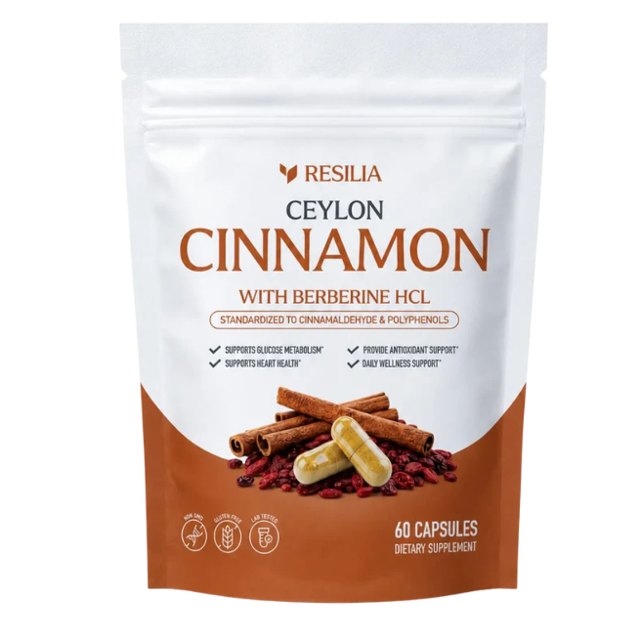 RESILIA
CEYLON
CINNAMON
WITH BERBERINE HCL
STANDARDIZED TO CINNAMALDEHYDE & POLYPHENOLS
SUPPORTS GLUCOSE METABOLISM*
PROVIDE ANTIOXIDANT SUPPORT*
SUPPORTS HEART HEALTH*
DAILY WELLNESS SUPPORT*
NON GMO
GLUTEN FREE
LAB TESTED
60 CAPSULES
DIETARY SUPPLEMENT